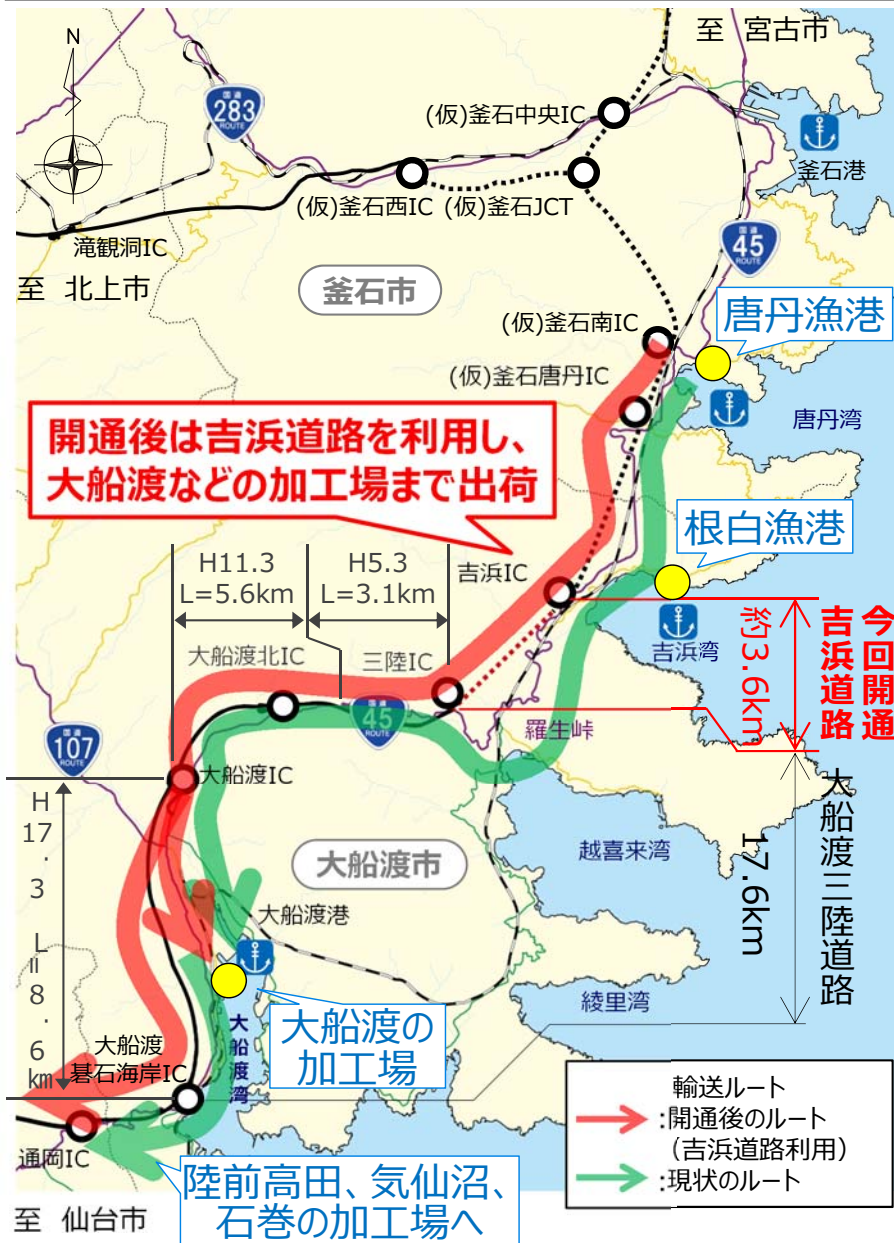 至 宮古市
N
国道
283
ROUTE
(仮)釜石中央IC
釜石港
(仮)釜石西IC
(仮)釜石JCT
滝観洞IC
至 北上市
釜石市
国道
45
ROUTE
(仮)釜石南IC
唐丹漁港
(仮)釜石唐丹IC
唐丹湾
開通後は吉浜道路を利用し、
大船渡などの加工場まで出荷
根白漁港
H11.3
L=5.6km
H5.3
L=3.1km
吉浜IC
吉浜湾
約3.6km
今回開通
吉浜道路
大船渡北IC
三陸IC
国道
45
ROUTE
羅生峠
国道
107
ROUTE
大船渡IC
H17.3 L=8.6km
大船渡市
越喜来湾
17.6km
大船渡三陸道路
大船渡港
綾里湾
大船渡の
加工場
大船渡湾
大船渡
碁石海岸IC
通岡IC
陸前高田、気仙沼、
石巻の加工場へ
至 仙台市
輸送ルート
:開通後のルート
(吉浜道路利用)
:現状のルート